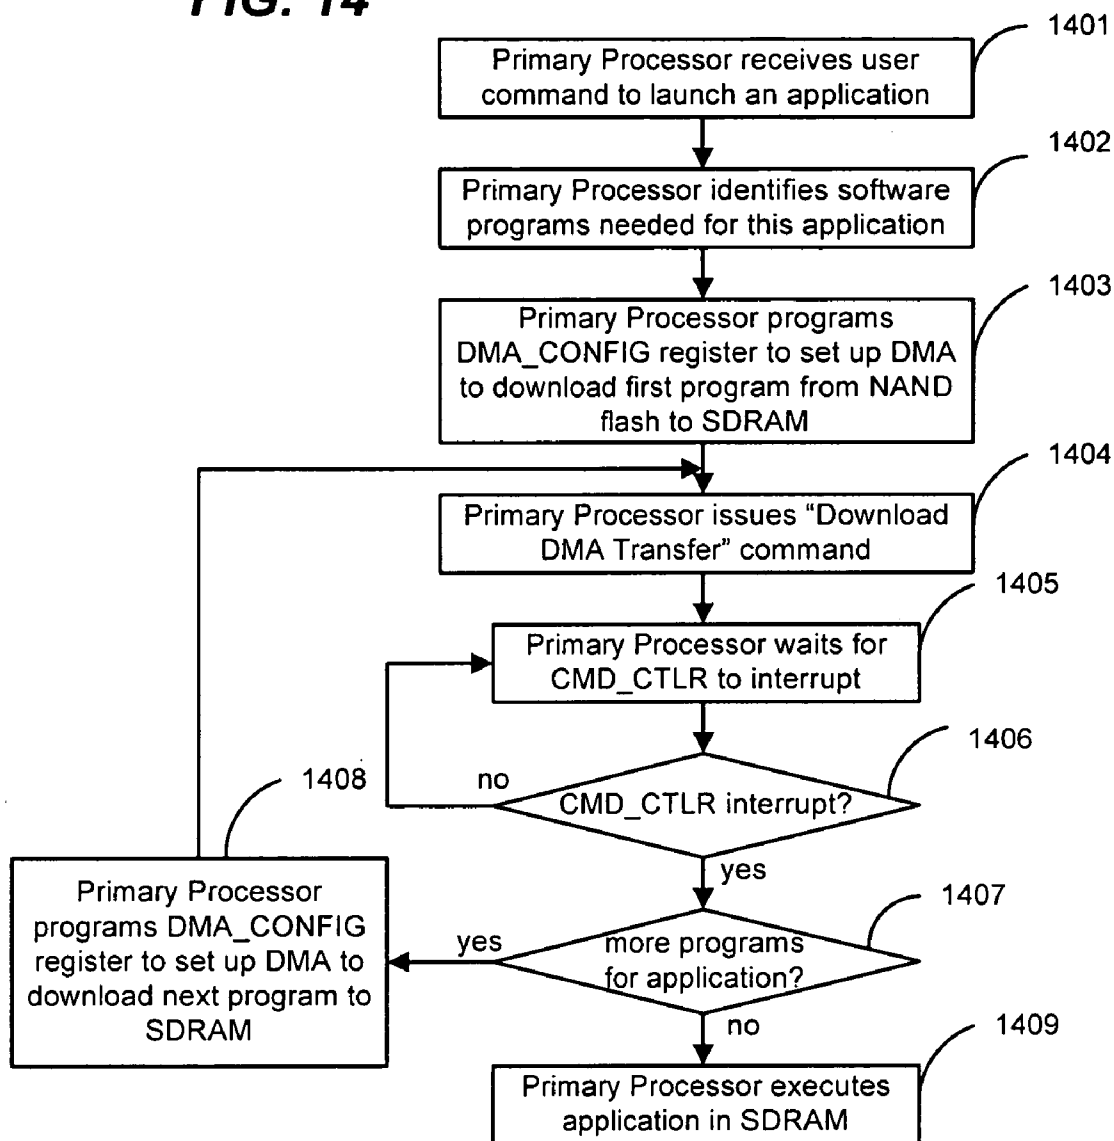 FIG. 14
1401
Primary Processor receives user
command to launch an application
1402
Primary Processor identifies software
programs needed for this application
1403
Primary Processor programs
DMA_CONFIG register to set up DMA
to download first program from NAND
flash to SDRAM
1404
Primary Processor issues “Download
DMA Transfer” command
1405
Primary Processor waits for
CMD_CTLR to interrupt
1406
no
CMD_CTLR interrupt?
yes
1408
Primary Processor
programs DMA_CONFIG
register to set up DMA to
download next program to
SDRAM
1407
yes
more programs
for application?
no
1409
Primary Processor executes
application in SDRAM